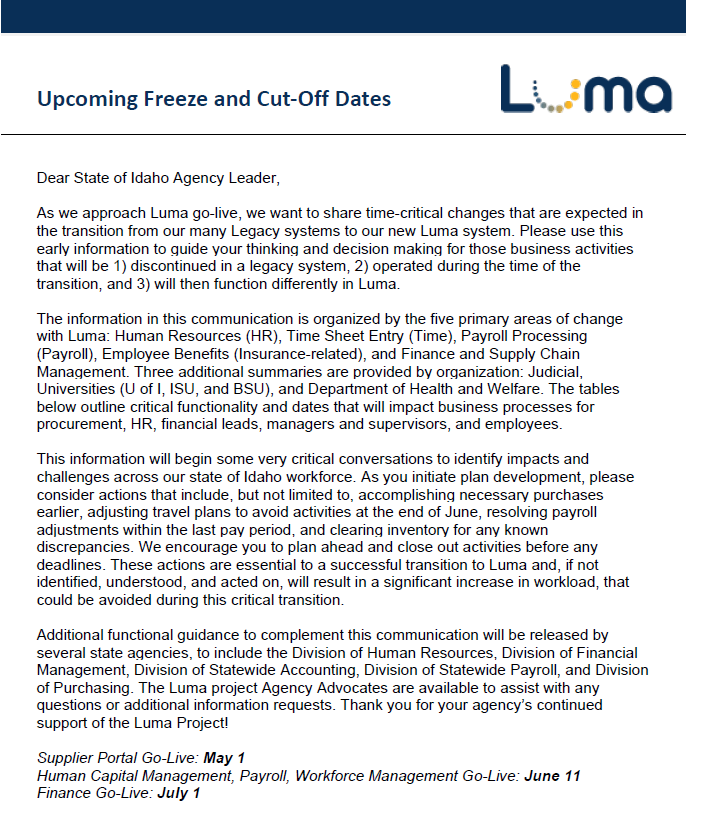 Upcoming Freeze and Cut-Off Dates
Luma
Dear State of Idaho Agency Leader,
As we approach Luma go-live, we want to share time-critical changes that are expected in
the transition from our many Legacy systems to our new Luma system. Please use this
early information to guide your thinking and decision making for those business activities
that will be 1) discontinued in a legacy system, 2) operated during the time of the
transition, and 3) will then function differently in Luma.
The information in this communication is organized by the five primary areas of change
with Luma: Human Resources (HR), Time Sheet Entry (Time), Payroll Processing
(Payroll), Employee Benefits (Insurance-related), and Finance and Supply Chain
Management. Three additional summaries are provided by organization: Judicial,
Universities (U of I, ISU, and BSU), and Department of Health and Welfare. The tables
below outline critical functionality and dates that will impact business processes for
procurement, HR, financial leads, managers and supervisors, and employees.
This information will begin some very critical conversations to identify impacts and
challenges across our state of Idaho workforce. As you initiate plan development, please
consider actions that include, but not limited to, accomplishing necessary purchases
earlier, adjusting travel plans to avoid activities at the end of June, resolving payroll
adjustments within the last pay period, and clearing inventory for any known
discrepancies. We encourage you to plan ahead and close out activities before any
deadlines. These actions are essential to a successful transition to Luma and, if not
identified, understood, and acted on, will result in a significant increase in workload, that
could be avoided during this critical transition.
Additional functional guidance to complement this communication will be released by
several state agencies, to include the Division of Human Resources, Division of Financial
Management, Division of Statewide Accounting, Division of Statewide Payroll, and Division
of Purchasing. The Luma project Agency Advocates are available to assist with any
questions or additional information requests. Thank you for your agency's continued
support of the Luma Project!
Supplier Portal Go-Live: May 1
Human Capital Management, Payroll, Workforce Management Go-Live: June 11
Finance Go-Live: July 1